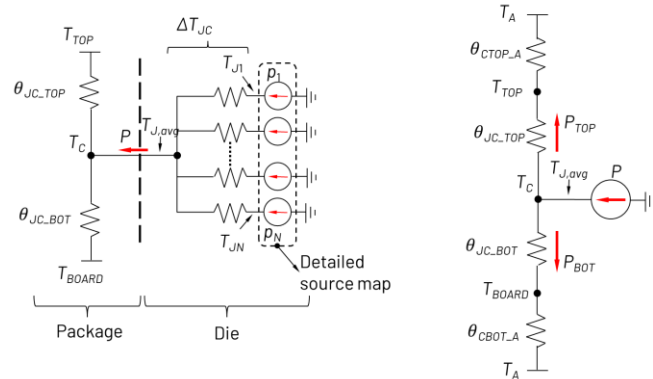 ΔT_JC
T_TOP
T_J1
p_1
θ_JC_TOP
P
T_J,avg
T_C
θ_JC_BOT
T_JN
p_N
T_BOARD
Detailed
source map
Package
Die
T_A
θ_CTOP_A
T_TOP
P_TOP
θ_JC_TOP
P
T_C
T_J,avg
θ_JC_BOT
P_BOT
T_BOARD
θ_CBOT_A
T_A